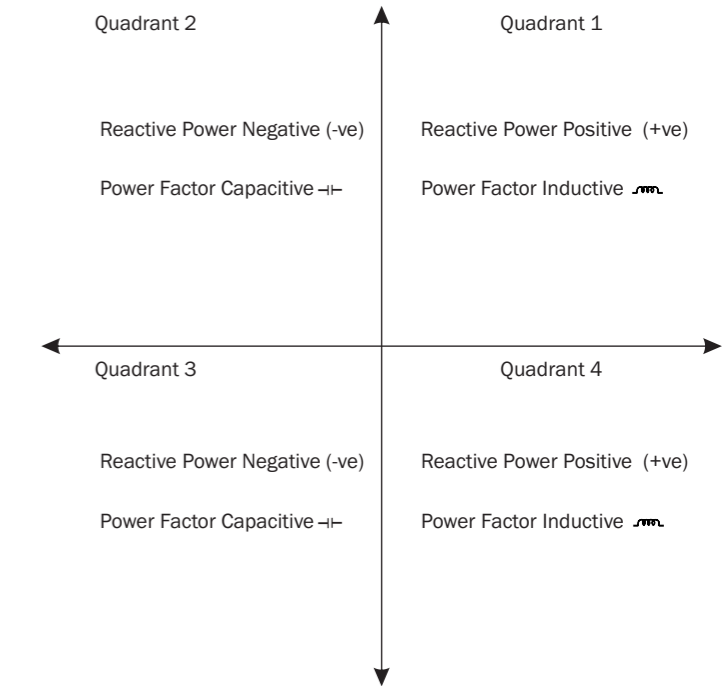 Quadrant 2
Quadrant 1
Reactive Power Negative (-ve)
Reactive Power Positive (+ve)
Power Factor Capacitive
Power Factor Inductive
Quadrant 3
Quadrant 4
Reactive Power Negative (-ve)
Reactive Power Positive (+ve)
Power Factor Capacitive
Power Factor Inductive